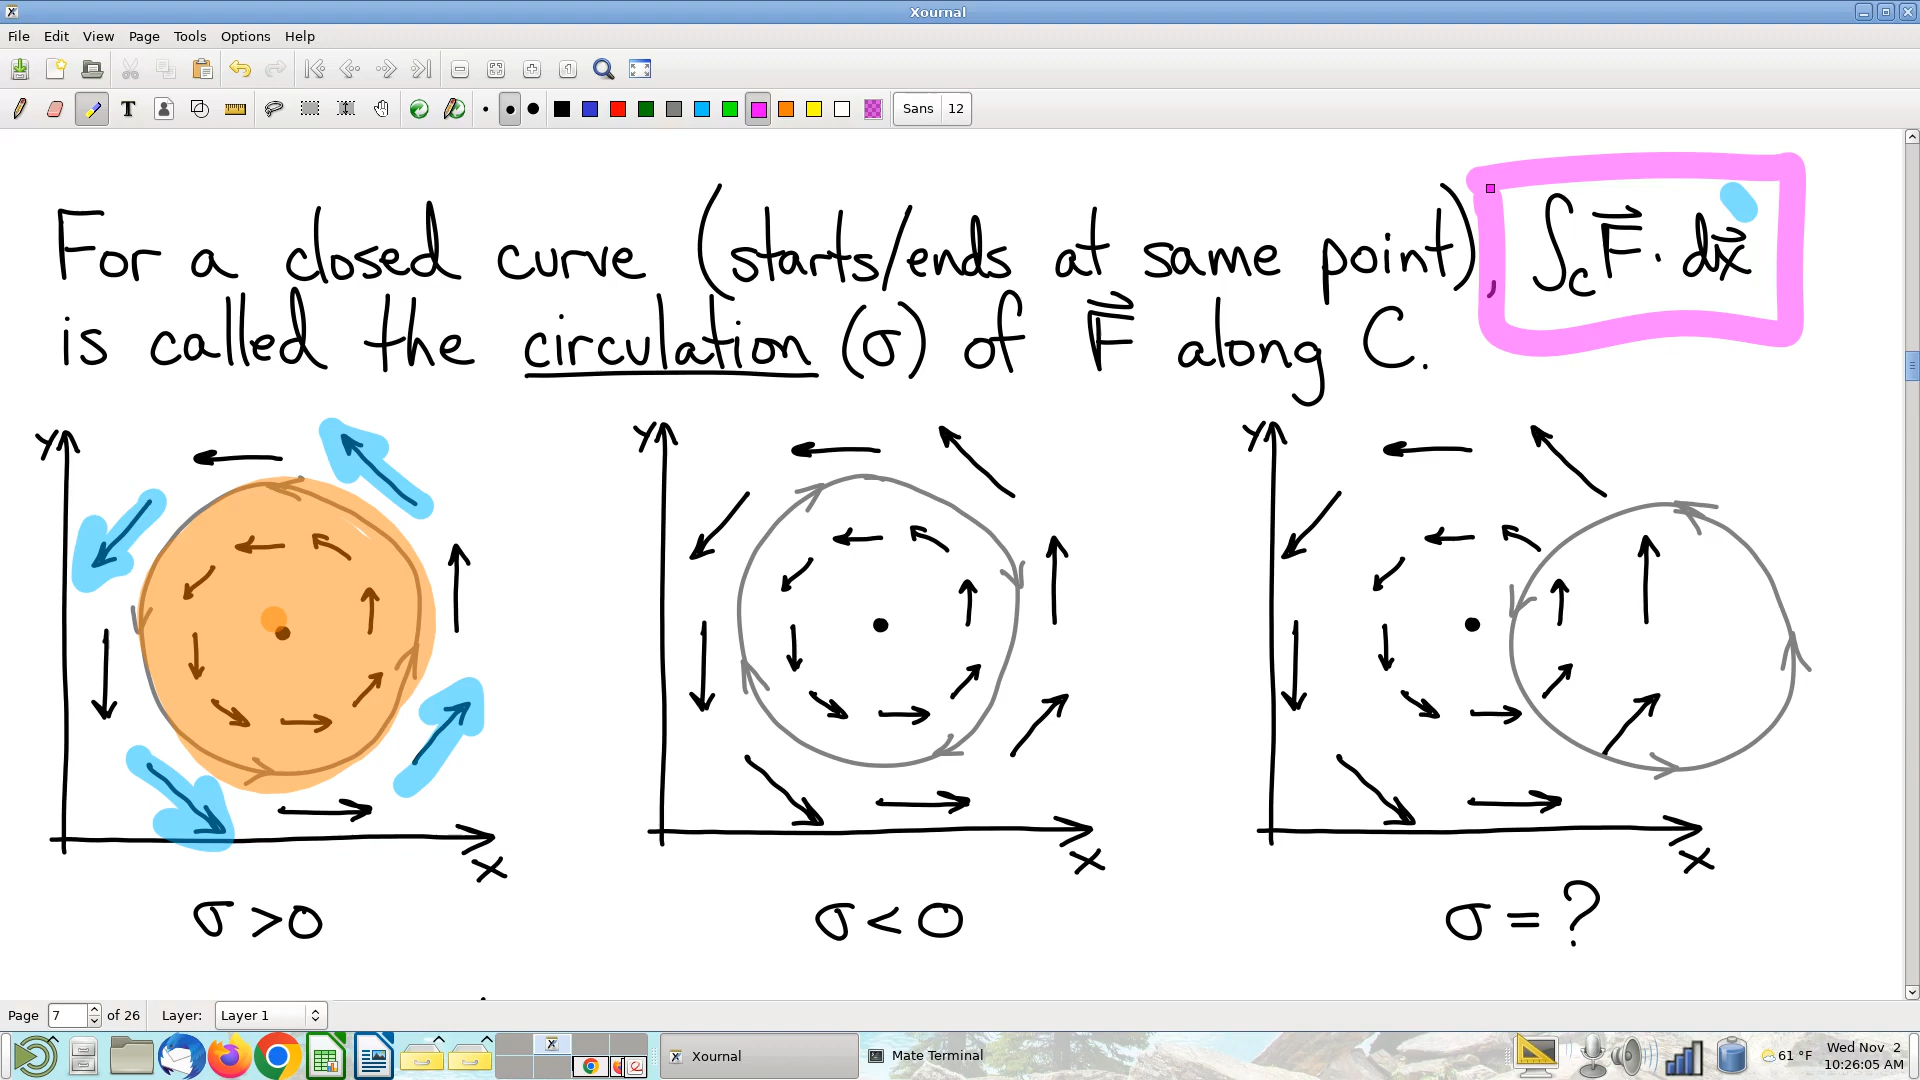 Xournal
File Edit View Page Tools Options Help
Sans 12
For a closed curve (starts/ends at same point), ∫_C F⃗ · dx⃗
is called the circulation (σ) of F⃗ along C.
y y y
x x x
σ > 0 σ < 0 σ = ?
Page 7 of 26 Layer: Layer 1
Xournal Mate Terminal 61 °F Wed Nov 2
10:26:05 AM